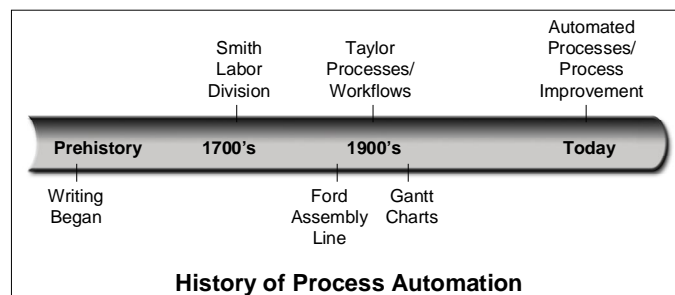 Smith
Labor
Division
Taylor
Processes/
Workflows
Automated
Processes/
Process
Improvement
Prehistory
1700's
1900's
Today
Writing
Began
Ford
Assembly
Line
Gantt
Charts
History of Process Automation